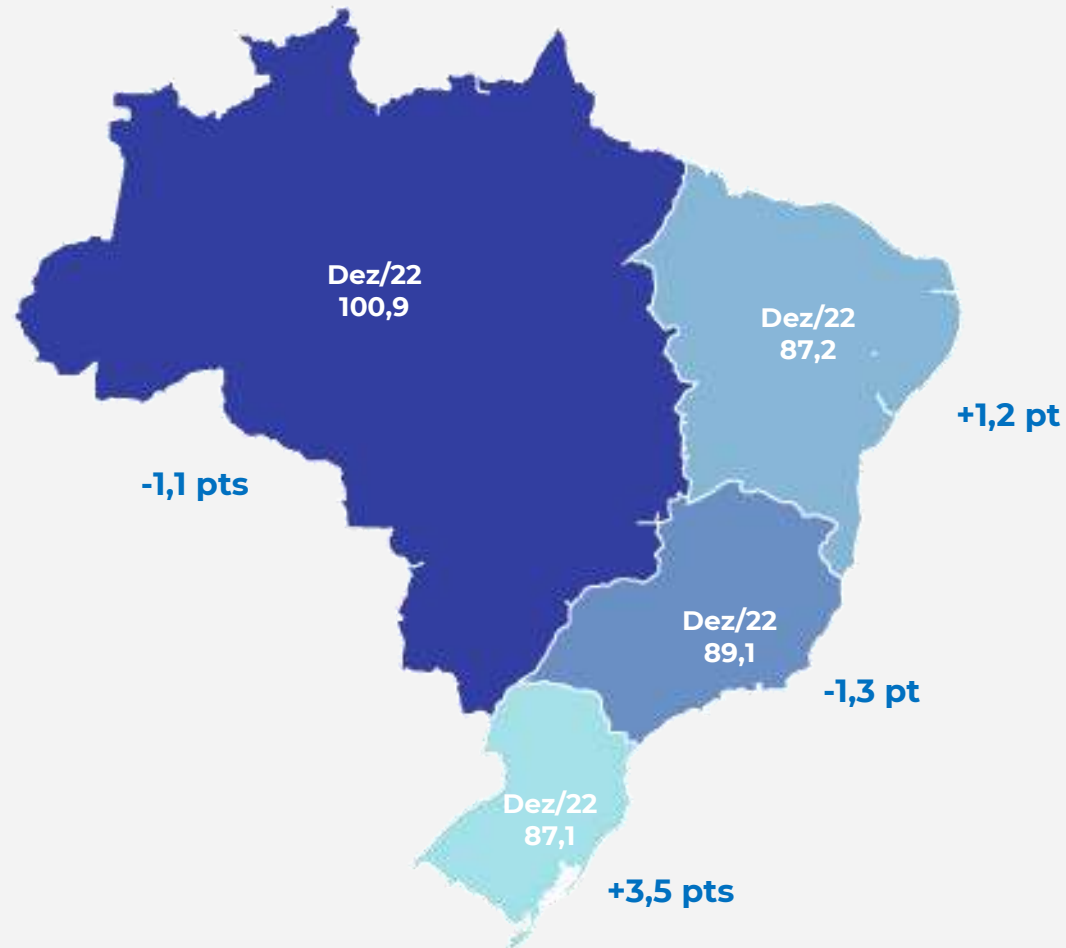 Dez/22
100,9
Dez/22
87,2
+1,2 pt
-1,1 pts
Dez/22
89,1
-1,3 pt
Dez/22
87,1
+3,5 pts